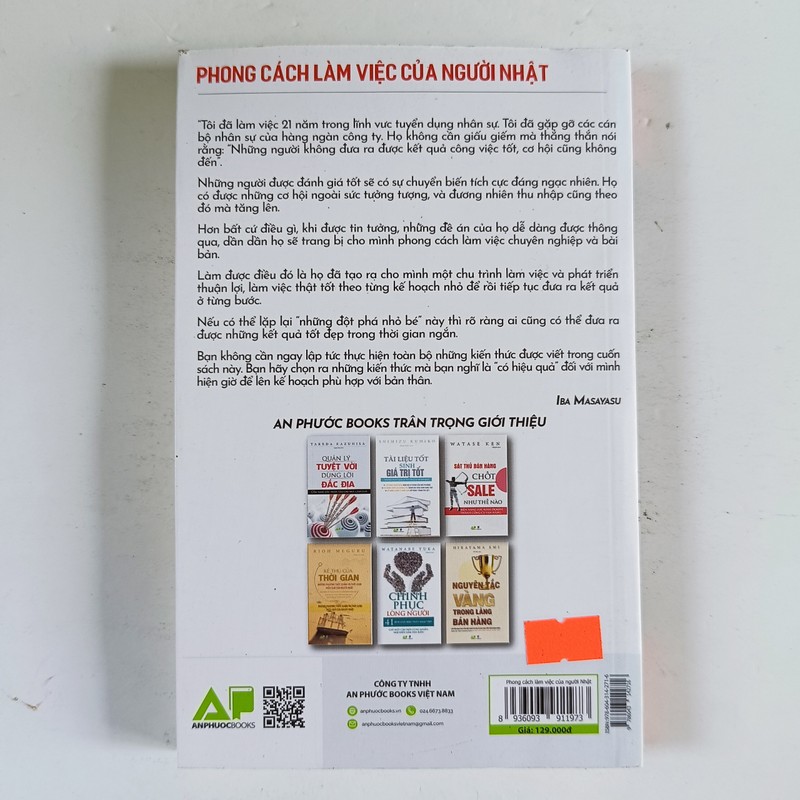 PHONG CÁCH LÀM VIỆC CỦA NGƯỜI NHẬT
"Tôi đã làm việc 21 năm trong lĩnh vưc tuyển dụng nhân sự. Tôi đã gặp gỡ các cán
bộ nhân sự của hàng ngàn công ty. Họ không cần giấu giếm mà thẳng thắn nói
rằng: "Những người không đưa ra được kết quả công việc tốt, cơ hội cũng không
đến".
Những người được đánh giá tốt sẽ có sự chuyển biến tích cực đáng ngạc nhiên. Họ
có được những cơ hội ngoài sức tưởng tượng, và đương nhiên thu nhập cũng theo
đó mà tăng lên.
Hơn bất cứ điều gì, khi được tin tưởng, những đề án của họ dễ dàng được thông
qua, dần dần họ sẽ trang bị cho mình phong cách làm việc chuyên nghiệp và bài
bản.
Làm được điều đó là họ đã tạo ra cho mình một chu trình làm việc và phát triển
thuận lợi, làm việc thật tốt theo từng kế hoạch nhỏ để rồi tiếp tục đưa ra kết quả
ở từng bước.
Nếu có thể lặp lại "những đột phá nhỏ bé" này thì rõ ràng ai cũng có thể đưa ra
được những kết quả tốt đẹp trong thời gian ngắn.
Bạn không cần ngay lập tức thực hiện toàn bộ những kiến thức được viết trong cuốn
sách này. Bạn hãy chọn ra những kiến thức mà bạn nghĩ là "có hiệu quả" đối với mình
hiện giờ để lên kế hoạch phù hợp với bản thân.
IBA MASAYASU
AN PHƯỚC BOOKS TRÂN TRỌNG GIỚI THIỆU
QUẢN LÝ
TUYỆT VỜI
DÙNG LỜI
ĐẮC ĐỊA
TÀI LIỆU TỐT
SINH
GIÁ TRỊ TỐT
WATASE KEN
SÁT THỦ BÁN HÀNG
CHỐT
SALE
NHƯ THẾ NÀO
KẺ THÙ CỦA
THỜI GIAN
CHINH
PHỤC
LÒNG NGƯỜI
41
NGUYÊN TẮC
VÀNG
TRONG LÀNG
BÁN HÀNG
AP
ANPHUOCBOOKS
CÔNG TY TNHH
AN PHƯỚC BOOKS VIỆT NAM
anphuocbooks.vn
024.6673.8833
anphuocbooksvietnam@gmail.com
Phong cách làm việc của người Nhật
8 936093 911973
Giá: 129.000đ